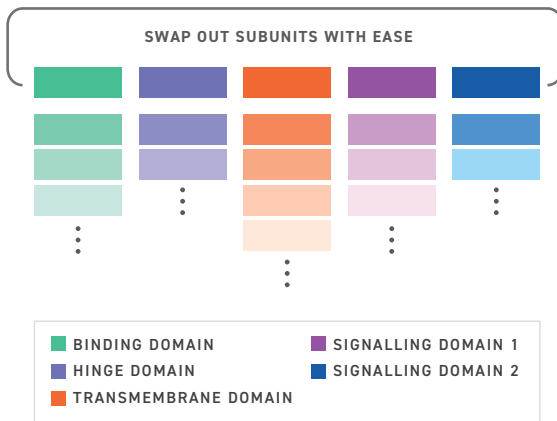 SWAP OUT SUBUNITS WITH EASE
BINDING DOMAIN
HINGE DOMAIN
TRANSMEMBRANE DOMAIN
SIGNALLING DOMAIN 1
SIGNALLING DOMAIN 2